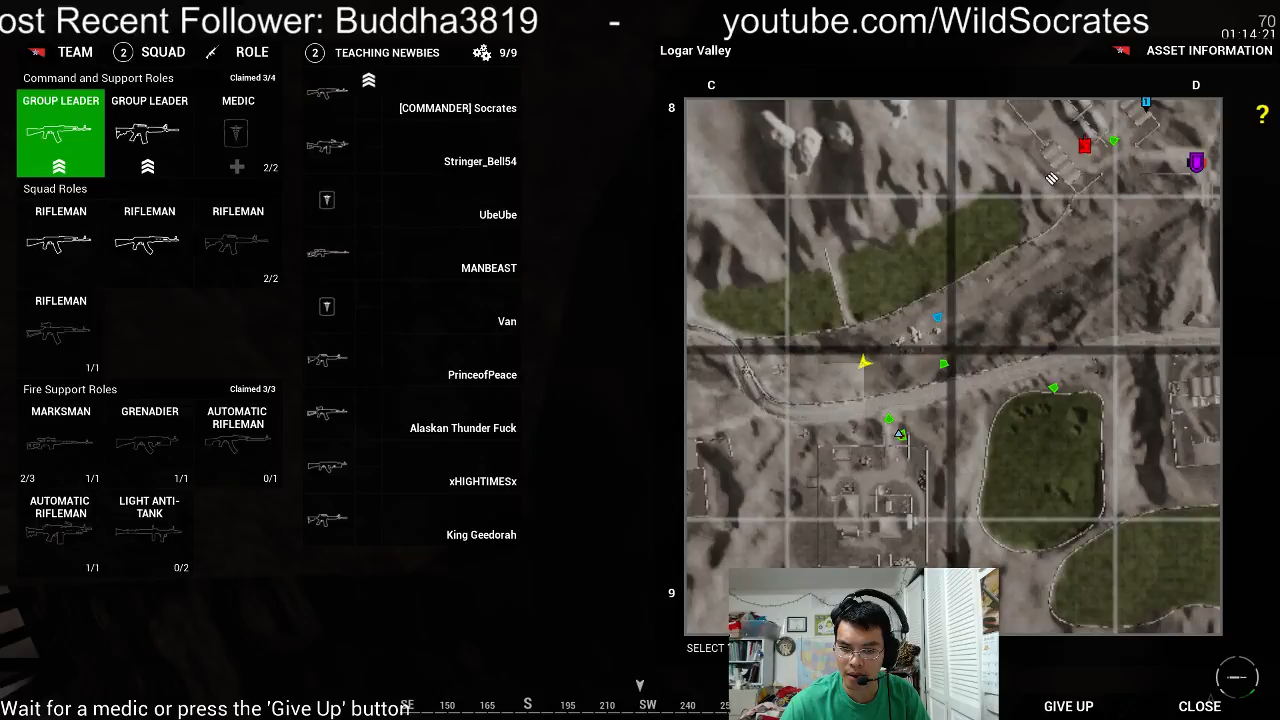 ost Recent Follower: Buddha3819 - youtube.com/WildSocrates
70
01:14:21
TEAM 2 SQUAD ROLE
2 TEACHING NEWBIES 9/9
Logar Valley
ASSET INFORMATION
Command and Support Roles Claimed 3/4
GROUP LEADER
GROUP LEADER
MEDIC
2/2
Squad Roles
RIFLEMAN
RIFLEMAN
RIFLEMAN
2/2
RIFLEMAN
1/1
Fire Support Roles Claimed 3/3
MARKSMAN
GRENADIER
AUTOMATIC
RIFLEMAN
2/3 1/1
1/1
0/1
AUTOMATIC
RIFLEMAN
LIGHT ANTI-
TANK
1/1
0/2
[COMMANDER] Socrates
Stringer_Bell54
UbeUbe
MANBEAST
Van
PrinceofPeace
Alaskan Thunder Fuck
xHIGHTIMESx
King Geedorah
C D
8
1
?
9
SELECT
Wait for a medic or press the 'Give Up' button
150 165 S 195 210 SW 240
GIVE UP
CLOSE